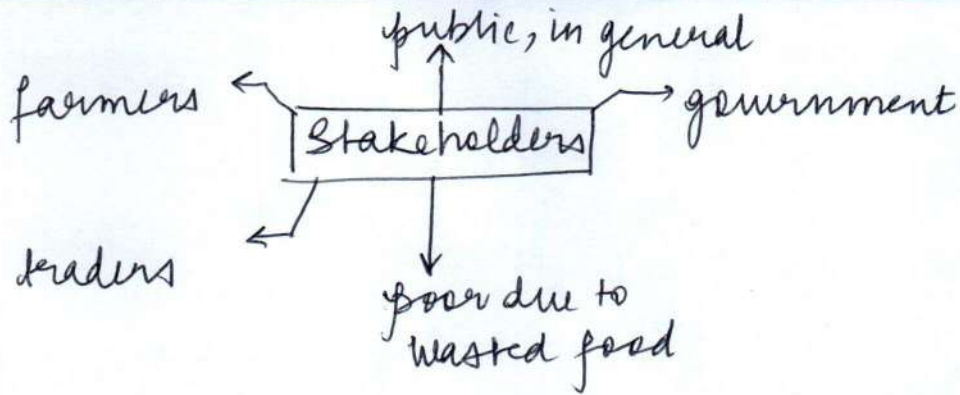 public, in general
farmers
government
Stakeholders
traders
poor due to
wasted food